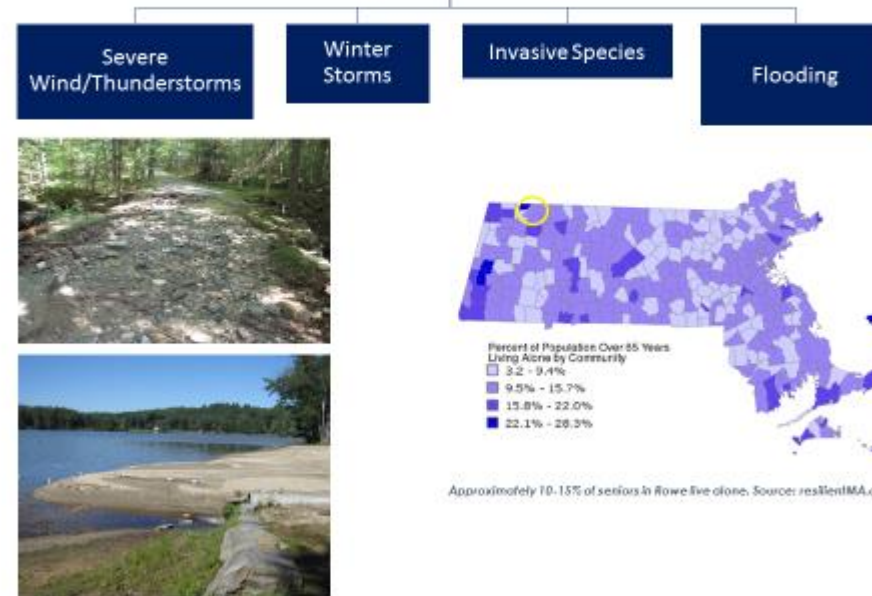 Severe
Wind/Thunderstorms
Winter
Storms
Invasive Species
Flooding
Percent of Population Over 65 Years
Living Alone by Community
3.2 - 9.4%
9.5% - 15.7%
15.8% - 22.0%
22.1% - 28.3%
Approximately 10-15% of seniors in Rowe live alone. Source: resilientMA.